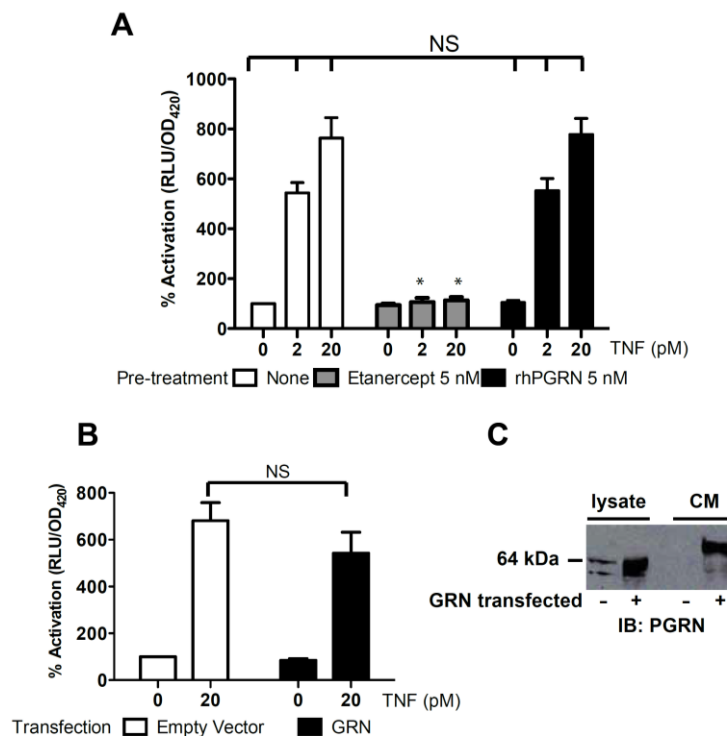 A
NS
% Activation (RLU/OD420)
1000
800
600
400
200
0
* *
0 2 20 0 2 20 0 2 20 TNF (pM)
Pre-treatment None Etanercept 5 nM rhPGRN 5 nM
B
NS
% Activation (RLU/OD420)
800
600
400
200
0
0 20 0 20 TNF (pM)
Transfection Empty Vector GRN
C
lysate CM
64 kDa
GRN transfected - + - +
IB: PGRN